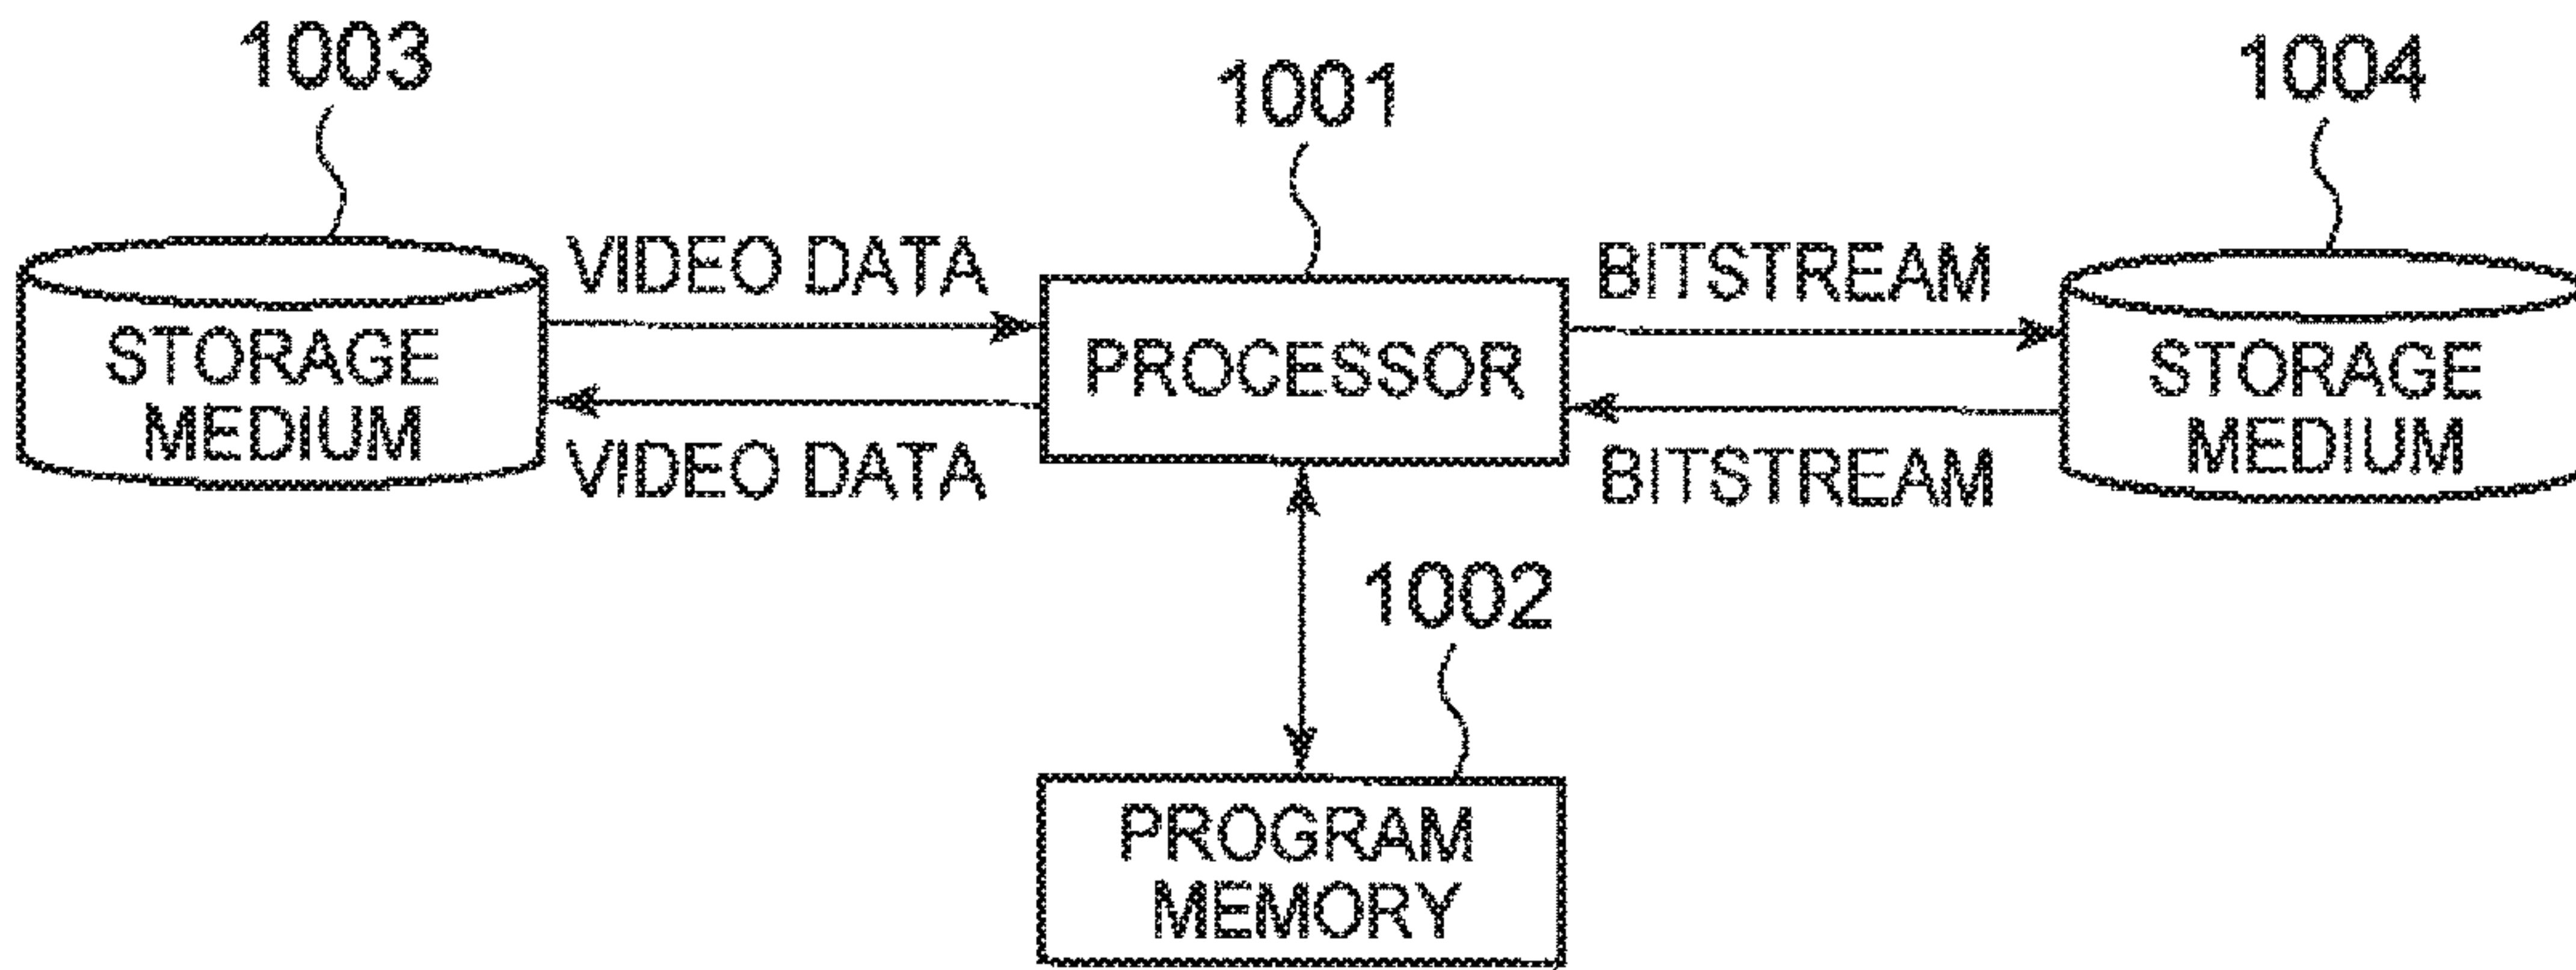 1003
1001
1004
VIDEO DATA
BITSTREAM
STORAGE
MEDIUM
PROCESSOR
STORAGE
MEDIUM
VIDEO DATA
BITSTREAM
1002
PROGRAM
MEMORY